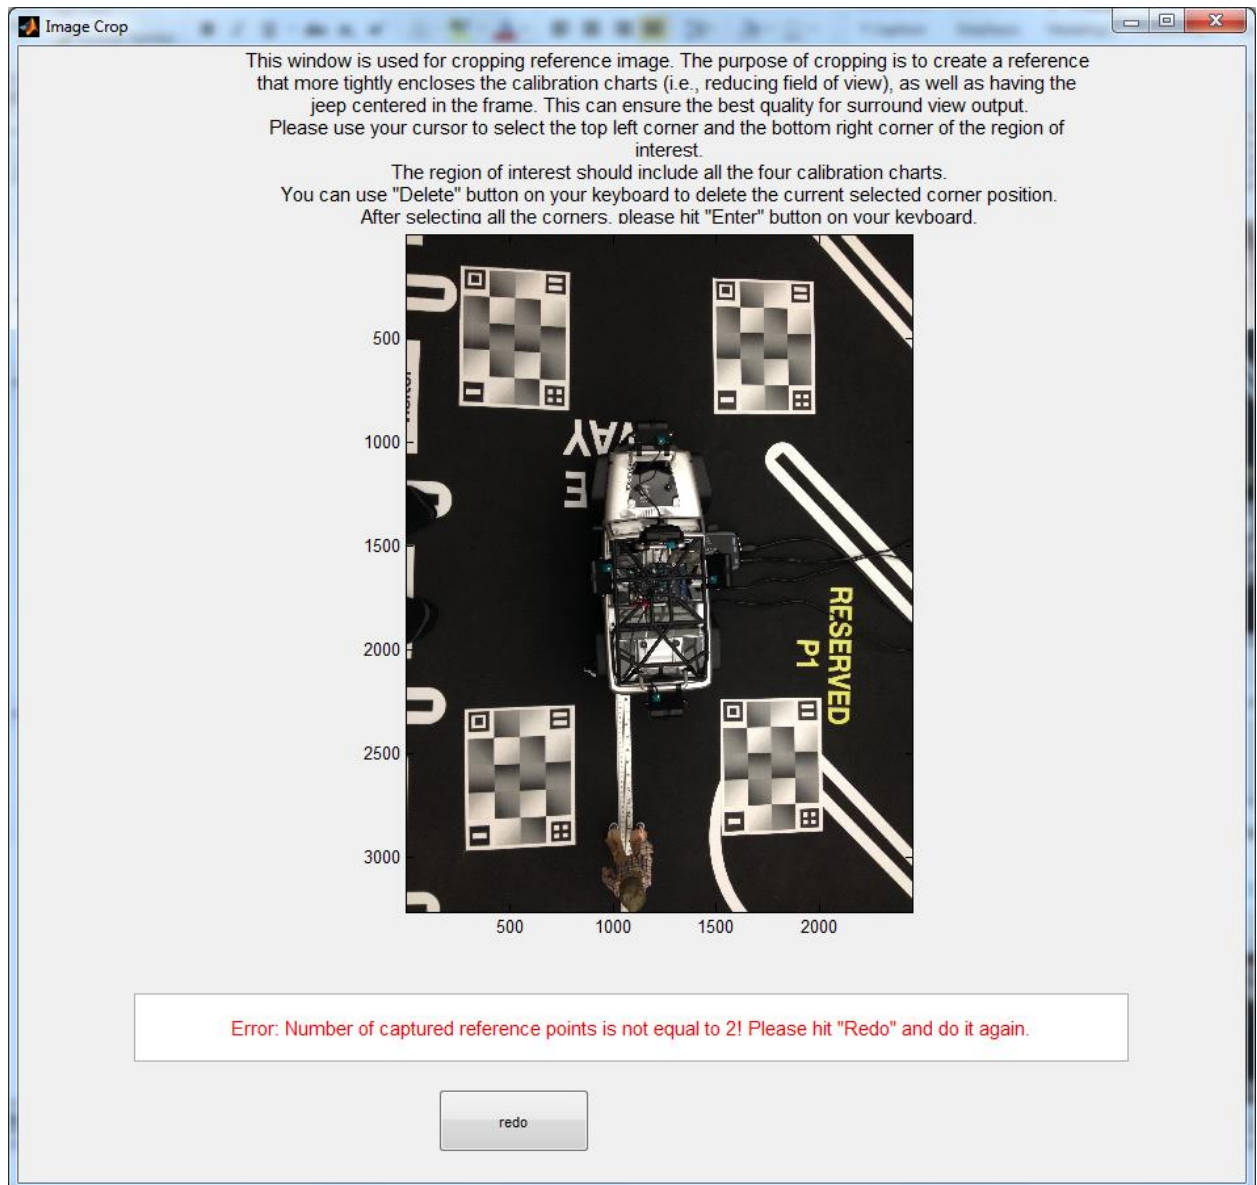 Image Crop
This window is used for cropping reference image. The purpose of cropping is to create a reference
that more tightly encloses the calibration charts (i.e., reducing field of view), as well as having the
jeep centered in the frame. This can ensure the best quality for surround view output.
Please use your cursor to select the top left corner and the bottom right corner of the region of
interest.
The region of interest should include all the four calibration charts.
You can use "Delete" button on your keyboard to delete the current selected corner position.
After selecting all the corners, please hit "Enter" button on your keyboard.
500
1000
1500
2000
2500
3000
WAY
E
RESERVED
P1
500
1000
1500
2000
Error: Number of captured reference points is not equal to 2! Please hit "Redo" and do it again.
redo